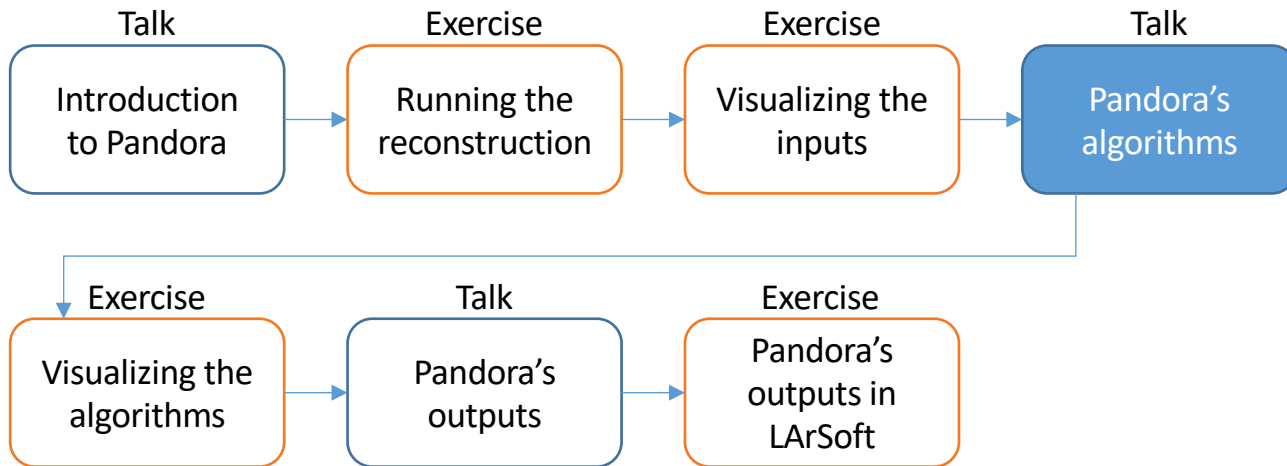 Talk
Exercise
Exercise
Talk
Introduction
to Pandora
Running the
reconstruction
Visualizing the
inputs
Pandora’s
algorithms
Exercise
Talk
Exercise
Visualizing the
algorithms
Pandora’s
outputs
Pandora’s
outputs in
LArSoft